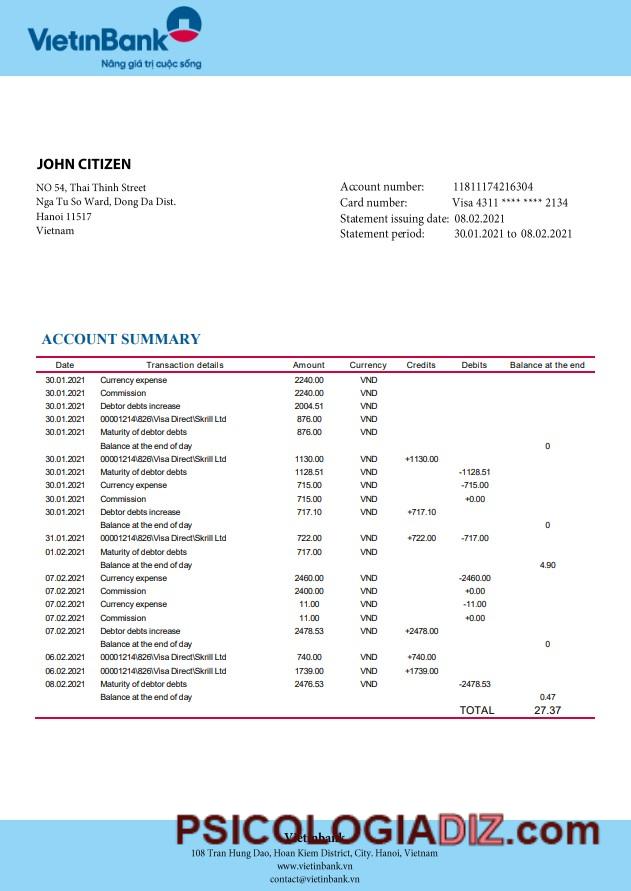 VietinBank
Nâng giá trị cuộc sống
JOHN CITIZEN
NO 54, Thai Thinh Street
Nga Tu So Ward, Dong Da Dist.
Hanoi 11517
Vietnam
Account number: 11811174216304
Card number: Visa 4311 **** **** 2134
Statement issuing date: 08.02.2021
Statement period: 30.01.2021 to 08.02.2021
ACCOUNT SUMMARY
Date Transaction details Amount Currency Credits Debits Balance at the end
30.01.2021 Currency expense 2240.00 VND
30.01.2021 Commission 2240.00 VND
30.01.2021 Debtor debts increase 2004.51 VND
30.01.2021 00001214\826\Visa Direct\Skrill Ltd 876.00 VND
30.01.2021 Maturity of debtor debts 876.00 VND
Balance at the end of day 0
30.01.2021 00001214\826\Visa Direct\Skrill Ltd 1130.00 VND +1130.00
30.01.2021 Maturity of debtor debts 1128.51 VND -1128.51
30.01.2021 Currency expense 715.00 VND -715.00
30.01.2021 Commission 715.00 VND +0.00
30.01.2021 Debtor debts increase 717.10 VND +717.10
Balance at the end of day 0
31.01.2021 00001214\826\Visa Direct\Skrill Ltd 722.00 VND +722.00 -717.00
01.02.2021 Maturity of debtor debts 717.00 VND
Balance at the end of day 4.90
07.02.2021 Currency expense 2460.00 VND -2460.00
07.02.2021 Commission 2400.00 VND +0.00
07.02.2021 Currency expense 11.00 VND -11.00
07.02.2021 Commission 11.00 VND +0.00
07.02.2021 Debtor debts increase 2478.53 VND +2478.00
Balance at the end of day 0
06.02.2021 00001214\826\Visa Direct\Skrill Ltd 740.00 VND +740.00
06.02.2021 00001214\826\Visa Direct\Skrill Ltd 1739.00 VND +1739.00
08.02.2021 Maturity of debtor debts 2476.53 VND -2478.53
Balance at the end of day 0.47
TOTAL 27.37
PSICOLOGIADIZ.com
Vietinbank
108 Tran Hung Dao, Hoan Kiem District, City. Hanoi, Vietnam
www.vietinbank.vn
contact@vietinbank.vn